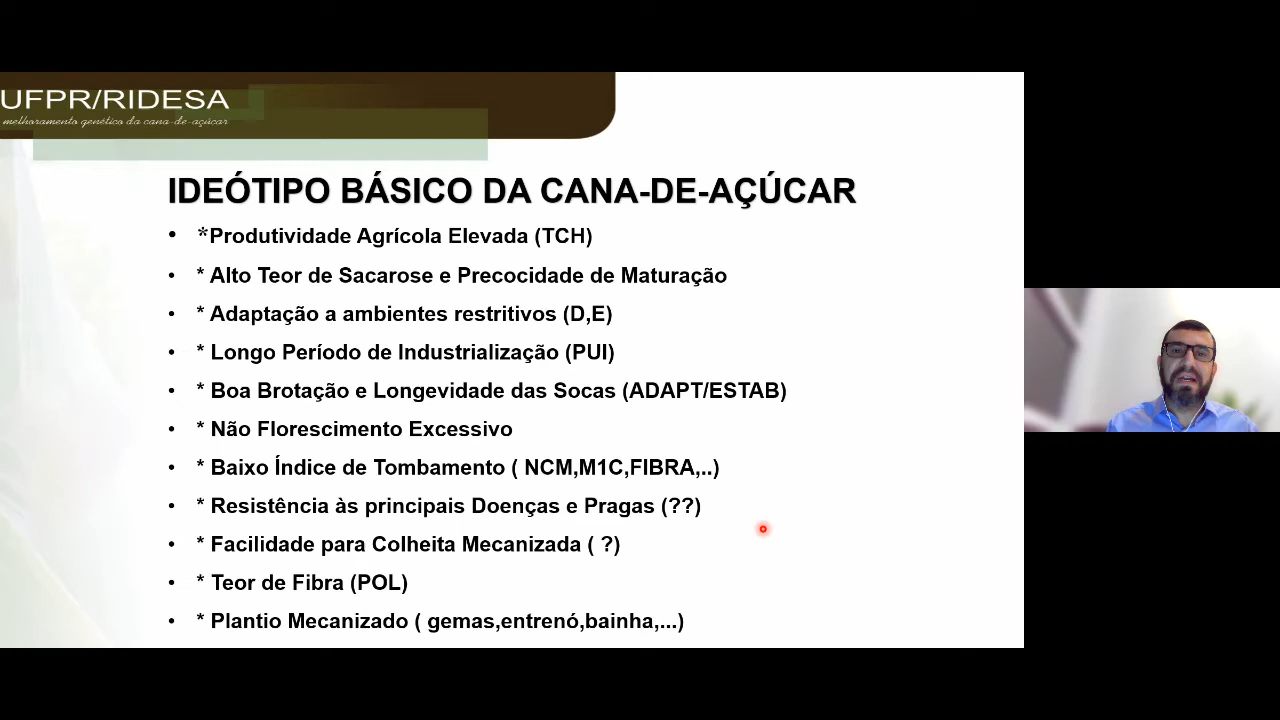 UFPR/RIDESA
melhoramento genético da cana-de-açúcar
IDEÓTIPO BÁSICO DA CANA-DE-AÇÚCAR
• *Produtividade Agrícola Elevada (TCH)
• * Alto Teor de Sacarose e Precocidade de Maturação
• * Adaptação a ambientes restritivos (D,E)
• * Longo Período de Industrialização (PUI)
• * Boa Brotação e Longevidade das Socas (ADAPT/ESTAB)
• * Não Florescimento Excessivo
• * Baixo Índice de Tombamento ( NCM,M1C,FIBRA,..)
• * Resistência às principais Doenças e Pragas (??)
• * Facilidade para Colheita Mecanizada ( ?)
• * Teor de Fibra (POL)
• * Plantio Mecanizado ( gemas,entrenó,bainha,...)